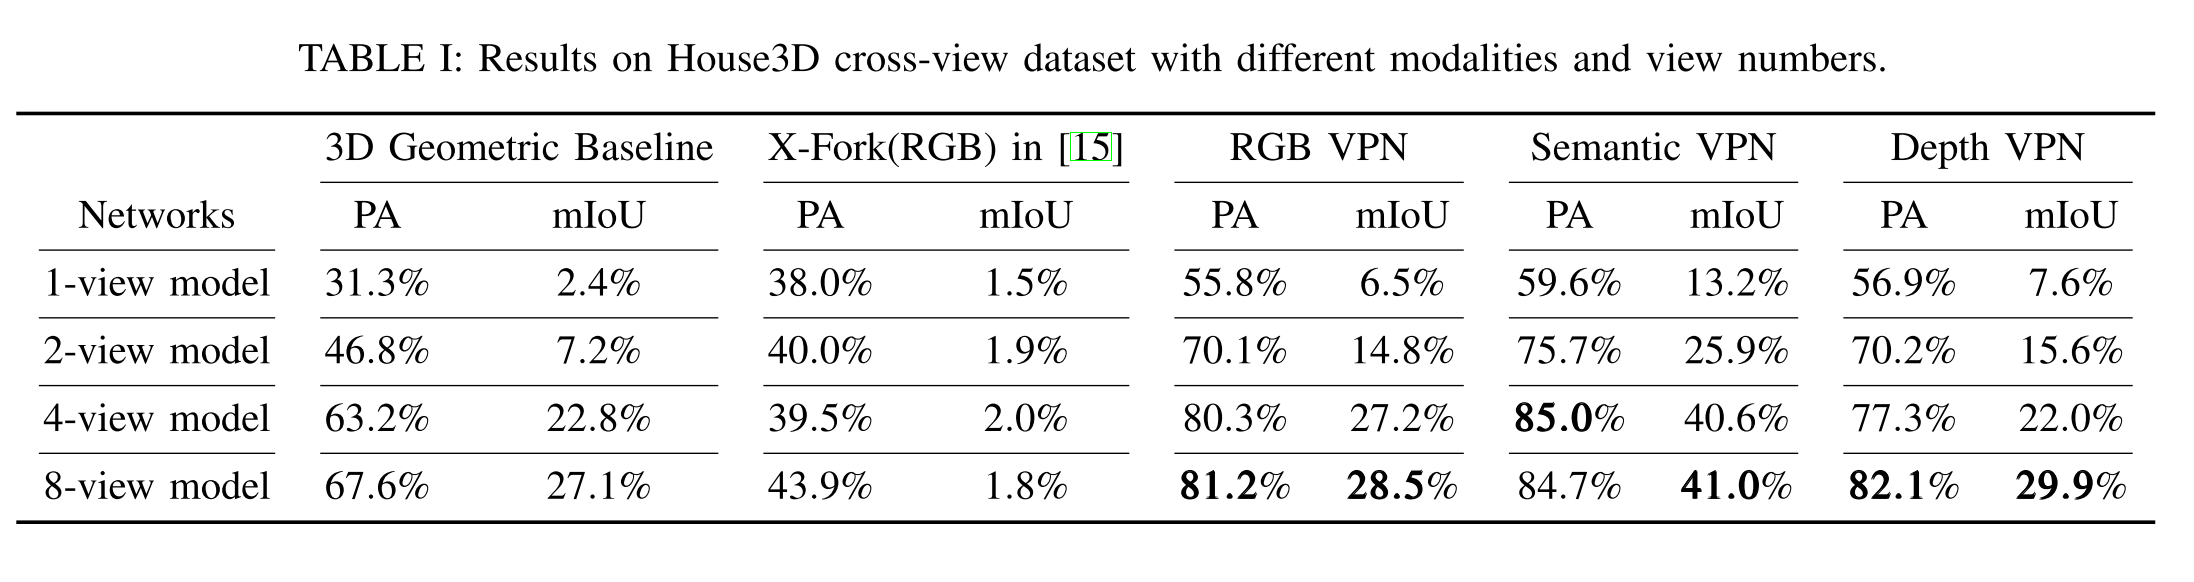 TABLE I: Results on House3D cross-view dataset with different modalities and view numbers.
3D Geometric Baseline X-Fork(RGB) in [15] RGB VPN Semantic VPN Depth VPN
Networks PA mIoU PA mIoU PA mIoU PA mIoU PA mIoU
1-view model 31.3% 2.4% 38.0% 1.5% 55.8% 6.5% 59.6% 13.2% 56.9% 7.6%
2-view model 46.8% 7.2% 40.0% 1.9% 70.1% 14.8% 75.7% 25.9% 70.2% 15.6%
4-view model 63.2% 22.8% 39.5% 2.0% 80.3% 27.2% 85.0% 40.6% 77.3% 22.0%
8-view model 67.6% 27.1% 43.9% 1.8% 81.2% 28.5% 84.7% 41.0% 82.1% 29.9%